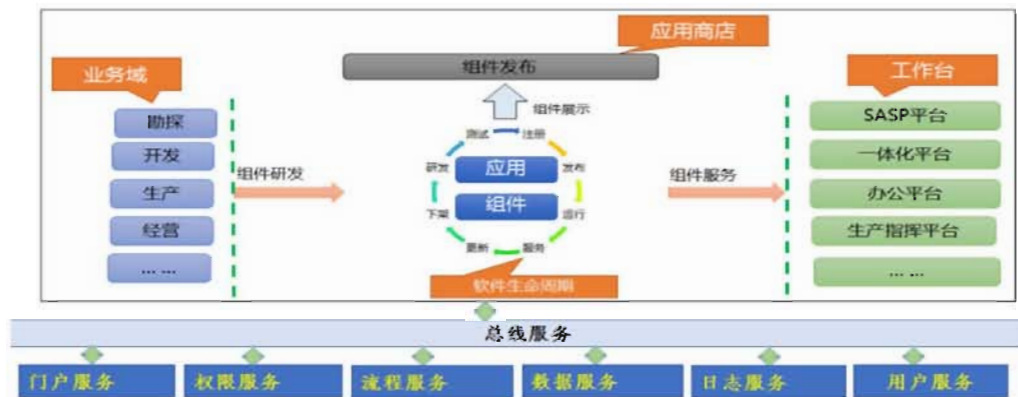 应用商店
业务域
组件发布
工作台
勘探
开发
生产
经营
... ...
组件研发
组件展示
测试
注册
研发
应用
发布
下架
组件
运行
更新
服务
软件生命周期
组件服务
SASP平台
一体化平台
办公平台
生产指挥平台
... ...
总线服务
门户服务
权限服务
流程服务
数据服务
日志服务
用户服务